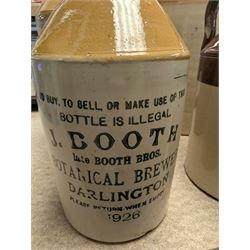 TO BUY, TO SELL, OR MAKE USE OF THIS
BOTTLE IS ILLEGAL
J. BOOTH
late BOOTH BROS.
BOTANICAL BREWER
DARLINGTON
PLEASE RETURN WHEN EMPTY
1926